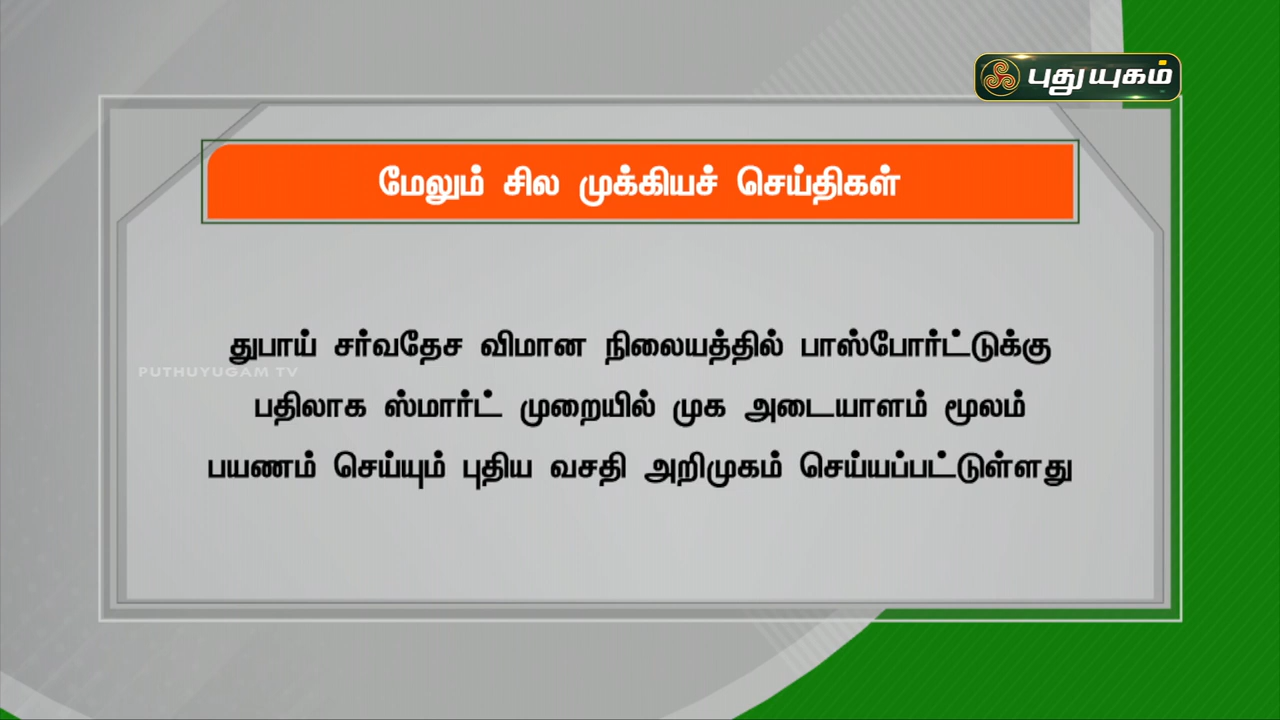 புதுயுகம்
மேலும் சில முக்கியச் செய்திகள்
துபாய் சர்வதேச விமான நிலையத்தில் பாஸ்போர்ட்டுக்கு
PUTHUYUGAM TV
பதிலாக ஸ்மார்ட் முறையில் முக அடையாளம் மூலம்
பயணம் செய்யும் புதிய வசதி அறிமுகம் செய்யப்பட்டுள்ளது